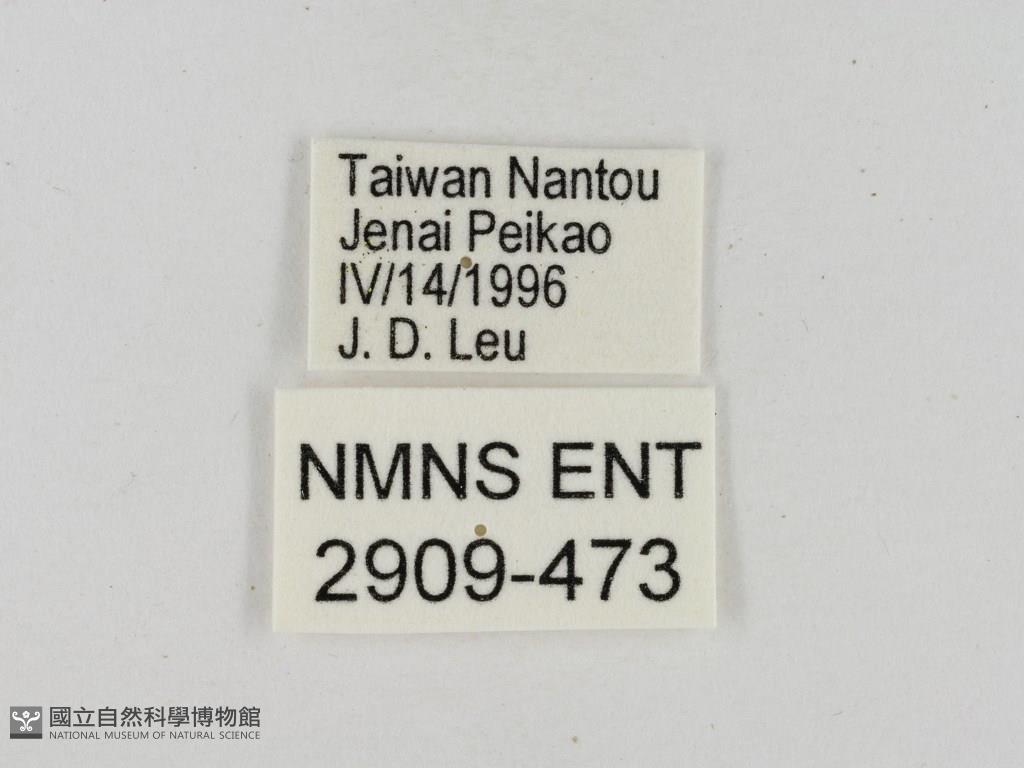 Taiwan Nantou
Jenai Peikao
IV/14/1996
J. D. Leu
NMNS ENT
2909-473
國立自然科學博物館
NATIONAL MUSEUM OF NATURAL SCIENCE